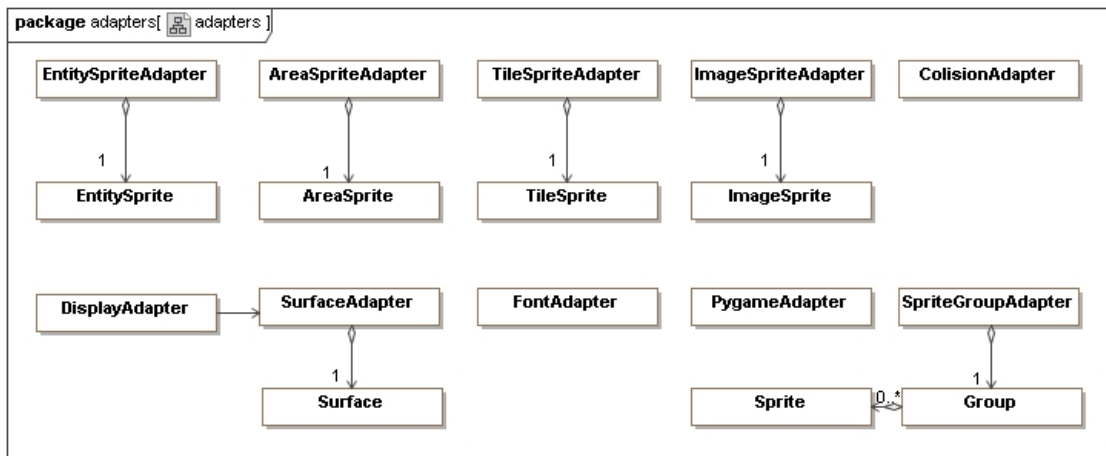 package adapters[ adapters ]
EntitySpriteAdapter AreaSpriteAdapter TileSpriteAdapter ImageSpriteAdapter ColisionAdapter
1 1 1 1
EntitySprite AreaSprite TileSprite ImageSprite
DisplayAdapter SurfaceAdapter FontAdapter PygameAdapter SpriteGroupAdapter
1 1
Surface Sprite 0..* Group